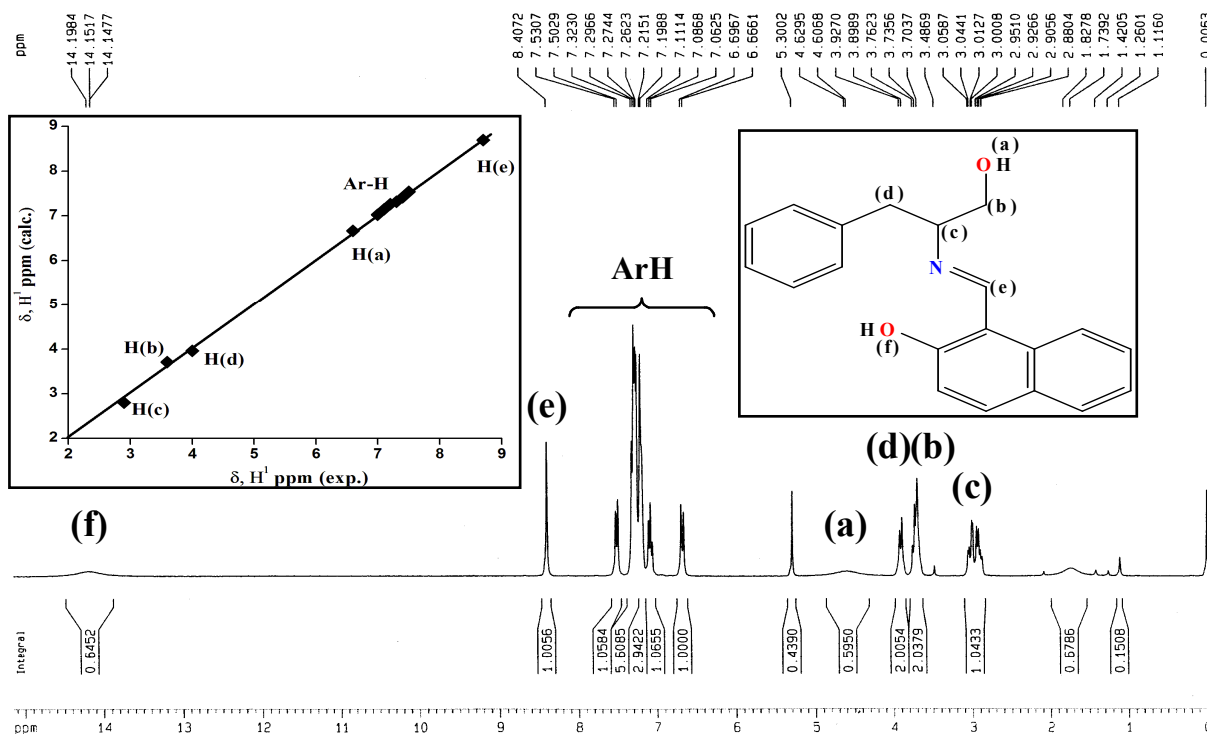 ppm
14.1984
14.1517
14.1477
8.4072
7.5307
7.5029
7.3230
7.2966
7.2744
7.2623
7.2151
7.1988
7.1114
7.0868
7.0625
6.6967
6.6661
5.3002
4.6295
4.6068
3.9270
3.8989
3.7623
3.7356
3.7037
3.4869
3.0587
3.0441
3.0127
3.0008
2.9510
2.9266
2.9056
2.8804
1.8278
1.7392
1.4205
1.2601
1.1160
0.0063
9
8
7
6
5
4
3
2
δ, H¹ ppm (calc.)
H(e)
Ar-H
H(a)
H(b)
H(d)
H(c)
2 3 4 5 6 7 8 9
δ, H¹ ppm (exp.)
(a)
O H
(d)
(b)
(c)
N
(e)
H O
(f)
ArH
(e)
(d)(b)
(c)
(f)
(a)
Integral
0.6452
1.0056
1.0584
5.6085
2.9422
1.0655
1.0000
0.4390
0.5950
2.0054
2.0379
1.0433
0.6786
0.1508
ppm 14 13 12 11 10 9 8 7 6 5 4 3 2 1 0